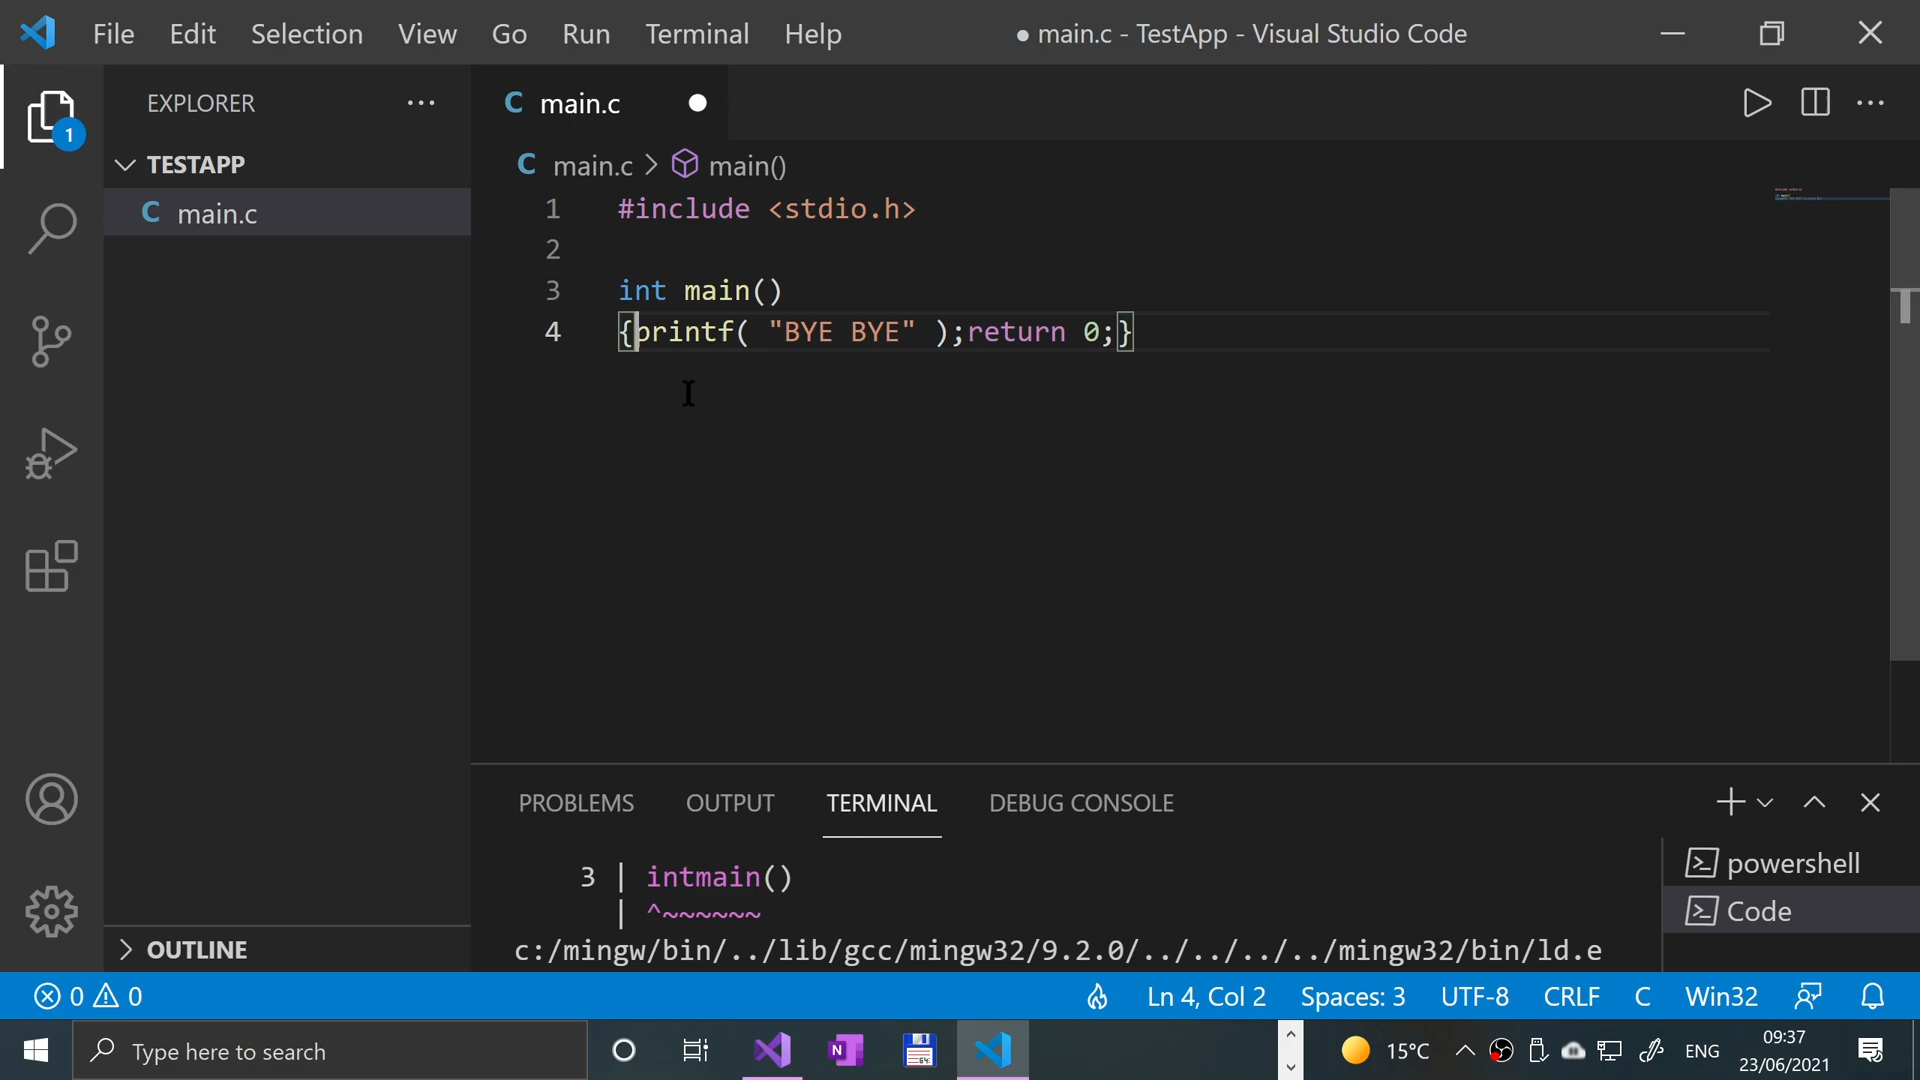 File Edit Selection View Go Run Terminal Help ● main.c - TestApp - Visual Studio Code
EXPLORER
1
TESTAPP
C main.c
OUTLINE
C main.c
C main.c > main()
1 #include <stdio.h>
2
3 int main()
4 {printf( "BYE BYE" );return 0;}
PROBLEMS OUTPUT TERMINAL DEBUG CONSOLE
3 | intmain()
| ^~~~~~~
c:/mingw/bin/../lib/gcc/mingw32/9.2.0/../../../../mingw32/bin/ld.e
powershell
Code
0 0 Ln 4, Col 2 Spaces: 3 UTF-8 CRLF C Win32
Type here to search
N
64
15°C ENG 09:37
23/06/2021